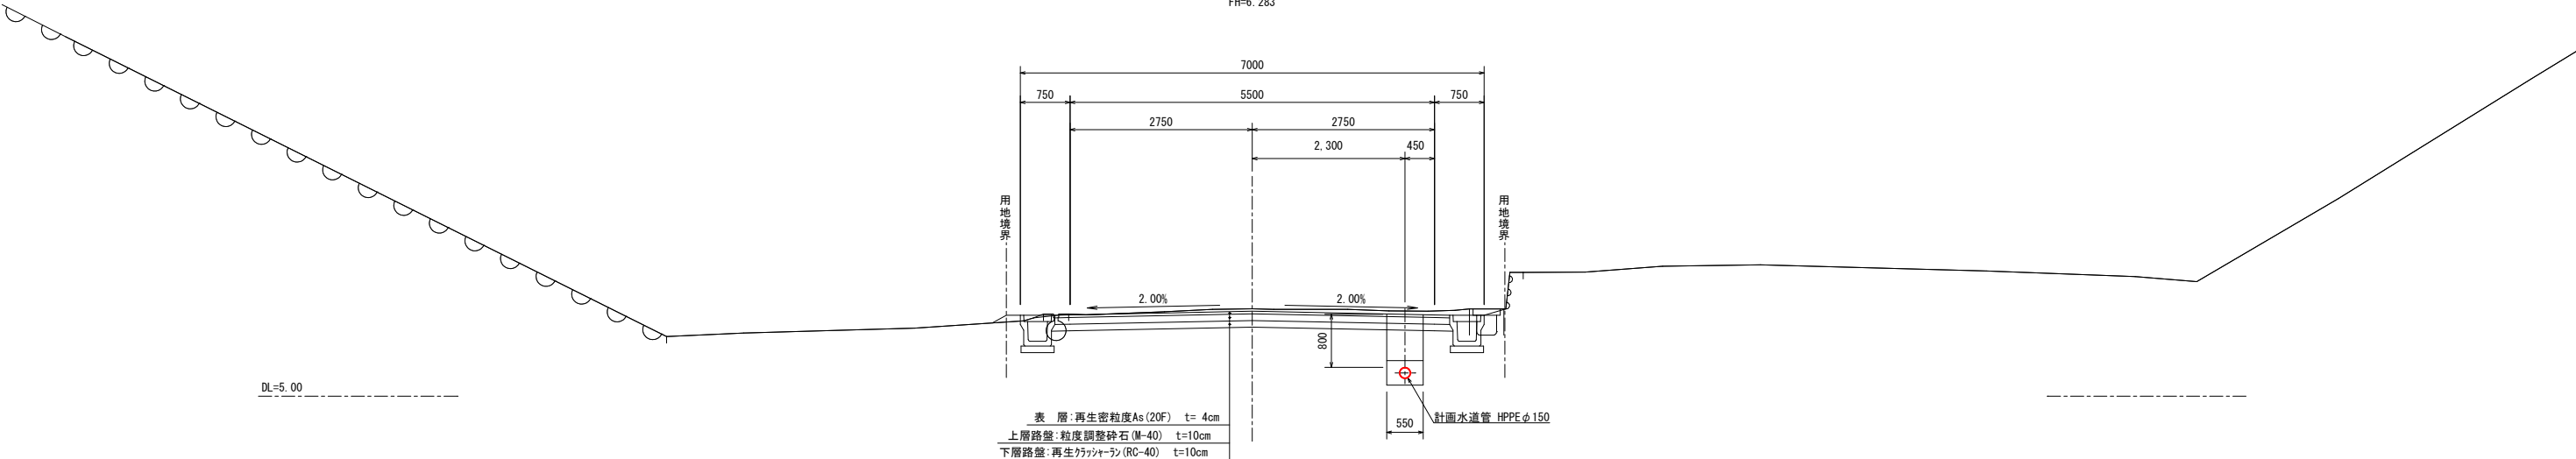 FH=6.283
7000
750
5500
750
2750
2750
2,300
450
用地境界
用地境界
2.00%
2.00%
800
DL=5.00
表　層:再生密粒度As(20F)　t= 4cm
上層路盤:粒度調整砕石(M-40)　t=10cm
下層路盤:再生クラッシャーラン(RC-40)　t=10cm
550
計画水道管 HPPEφ150